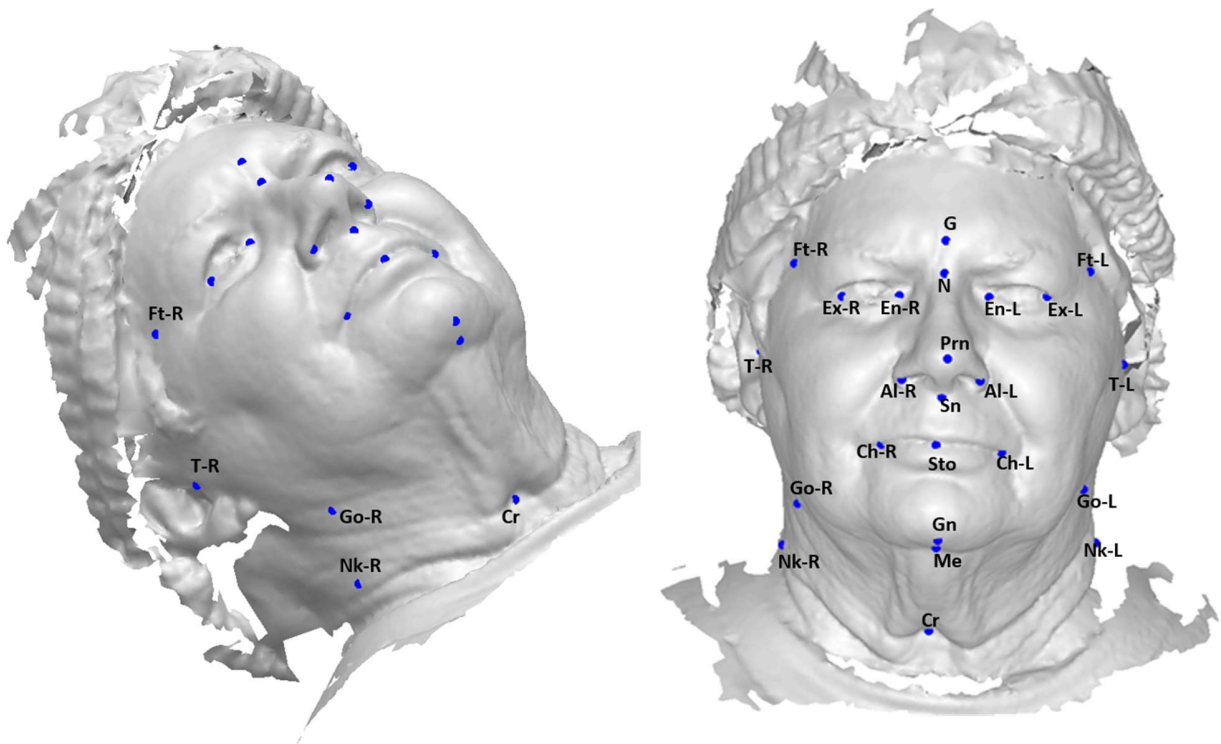 Ft-R
T-R
Go-R
Cr
Nk-R
G
Ft-R
Ft-L
N
Ex-R
En-R
En-L
Ex-L
Prn
T-R
T-L
Al-R
Al-L
Sn
Ch-R
Sto
Ch-L
Go-R
Go-L
Gn
Nk-R
Me
Nk-L
Cr